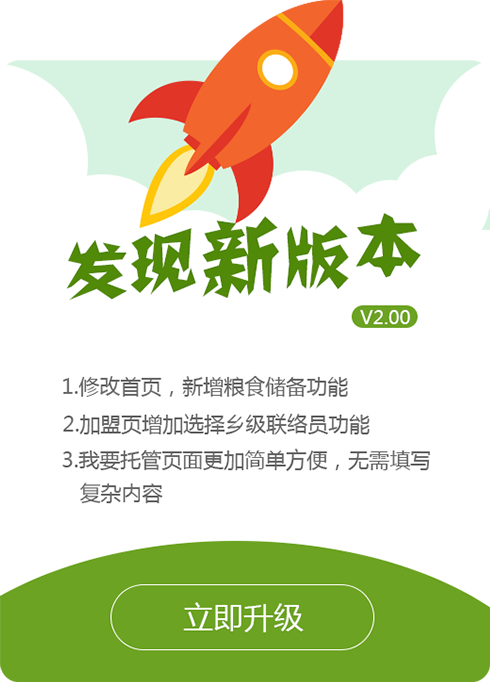 发现新版本
V2.00
1.修改首页，新增粮食储备功能
2.加盟页增加选择乡级联络员功能
3.我要托管页面更加简单方便，无需填写
复杂内容
立即升级